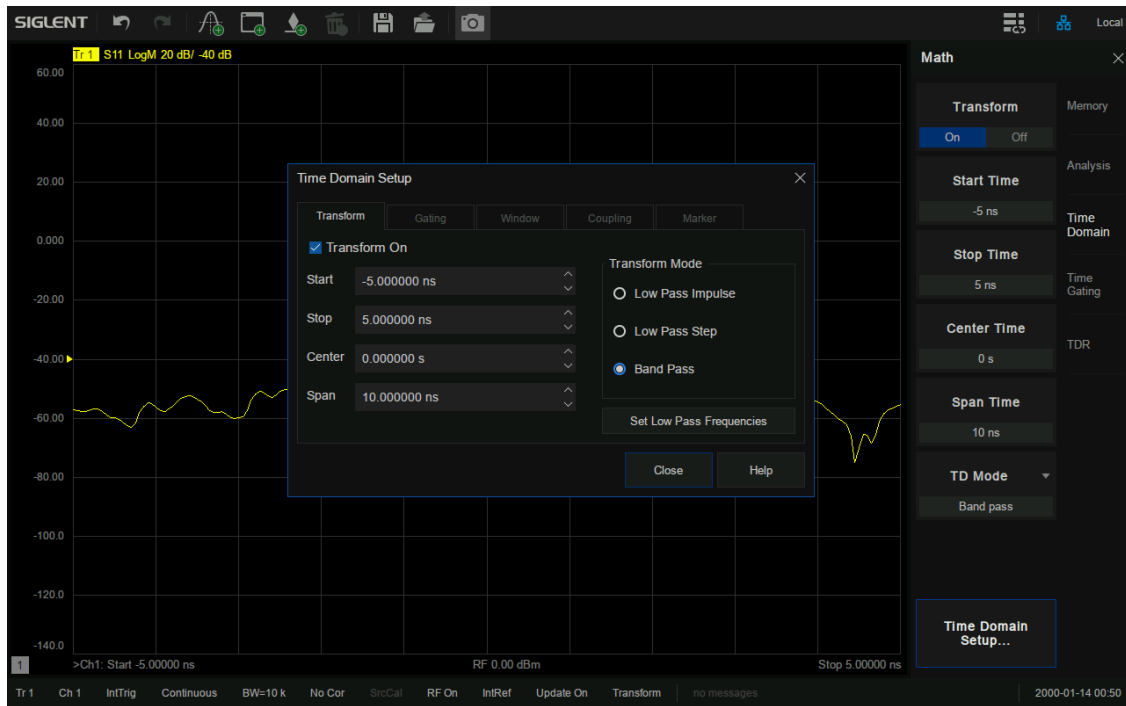 SIGLENT
Local
Tr 1 S11 LogM 20 dB/ -40 dB
60.00
40.00
20.00
0.000
-20.00
-40.00
-60.00
-80.00
-100.0
-120.0
-140.0
Time Domain Setup
Transform Gating Window Coupling Marker
Transform On
Start -5.000000 ns
Stop 5.000000 ns
Center 0.000000 s
Span 10.000000 ns
Transform Mode
Low Pass Impulse
Low Pass Step
Band Pass
Set Low Pass Frequencies
Close Help
1 >Ch1: Start -5.00000 ns RF 0.00 dBm Stop 5.00000 ns
Math
Transform
On Off
Start Time
-5 ns
Stop Time
5 ns
Center Time
0 s
Span Time
10 ns
TD Mode
Band pass
Time Domain
Setup...
Memory
Analysis
Time
Domain
Time
Gating
TDR
Tr 1 Ch 1 IntTrig Continuous BW=10 k No Cor SrcCal RF On IntRef Update On Transform no messages 2000-01-14 00:50